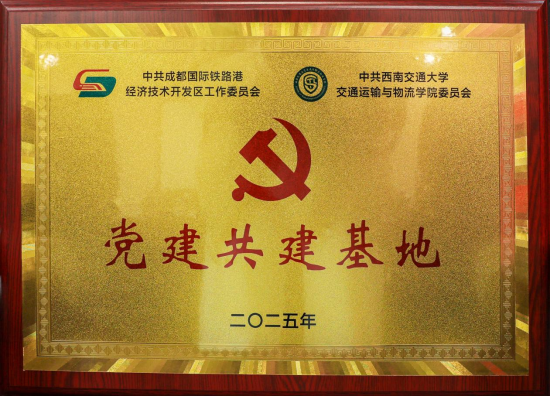 中共成都国际铁路港
经济技术开发区工作委员会
中共西南交通大学
交通运输与物流学院委员会
党建共建基地
二〇二五年